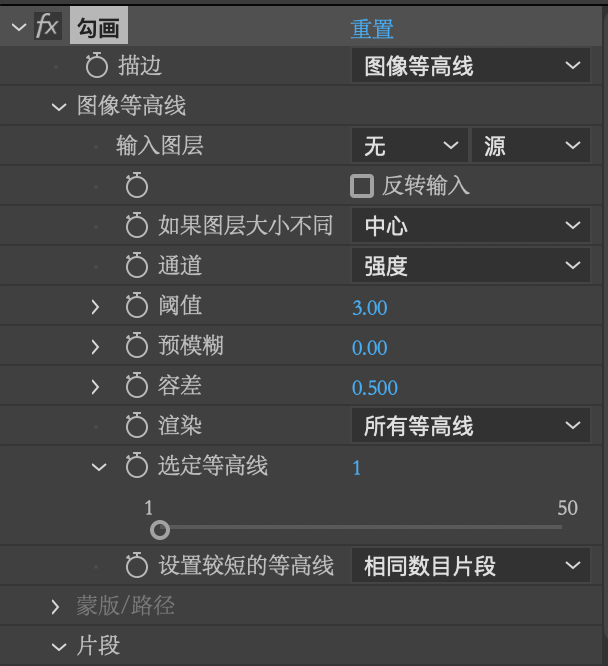 fx 勾画 重置
描边 图像等高线
图像等高线
输入图层 无 源
反转输入
如果图层大小不同 中心
通道 强度
阈值 3.00
预模糊 0.00
容差 0.500
渲染 所有等高线
选定等高线 1
1 50
设置较短的等高线 相同数目片段
蒙版/路径
片段